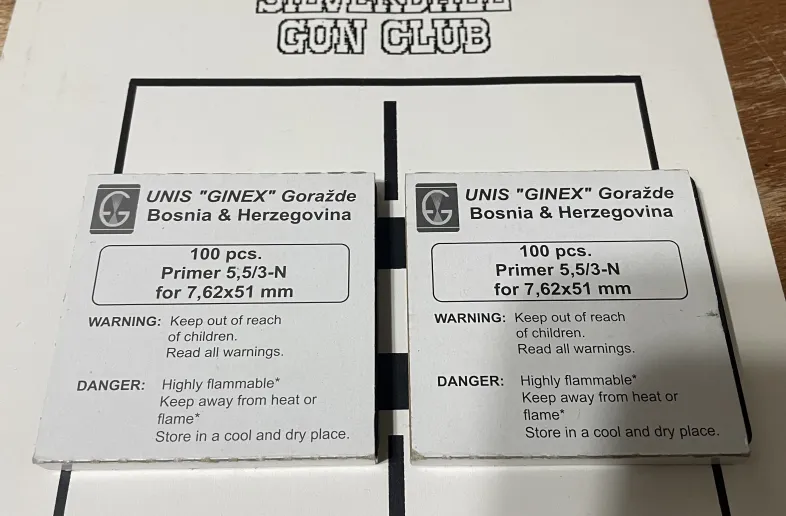 SILVERDALE
GUN CLUB
EG
UNIS "GINEX" Goražde
Bosnia & Herzegovina
100 pcs.
Primer 5,5/3-N
for 7,62x51 mm
WARNING: Keep out of reach
of children.
Read all warnings.
DANGER: Highly flammable*
Keep away from heat or
flame*
Store in a cool and dry place.
EG
UNIS "GINEX" Goražde
Bosnia & Herzegovina
100 pcs.
Primer 5,5/3-N
for 7,62x51 mm
WARNING: Keep out of reach
of children.
Read all warnings.
DANGER: Highly flammable*
Keep away from heat or
flame*
Store in a cool and dry place.